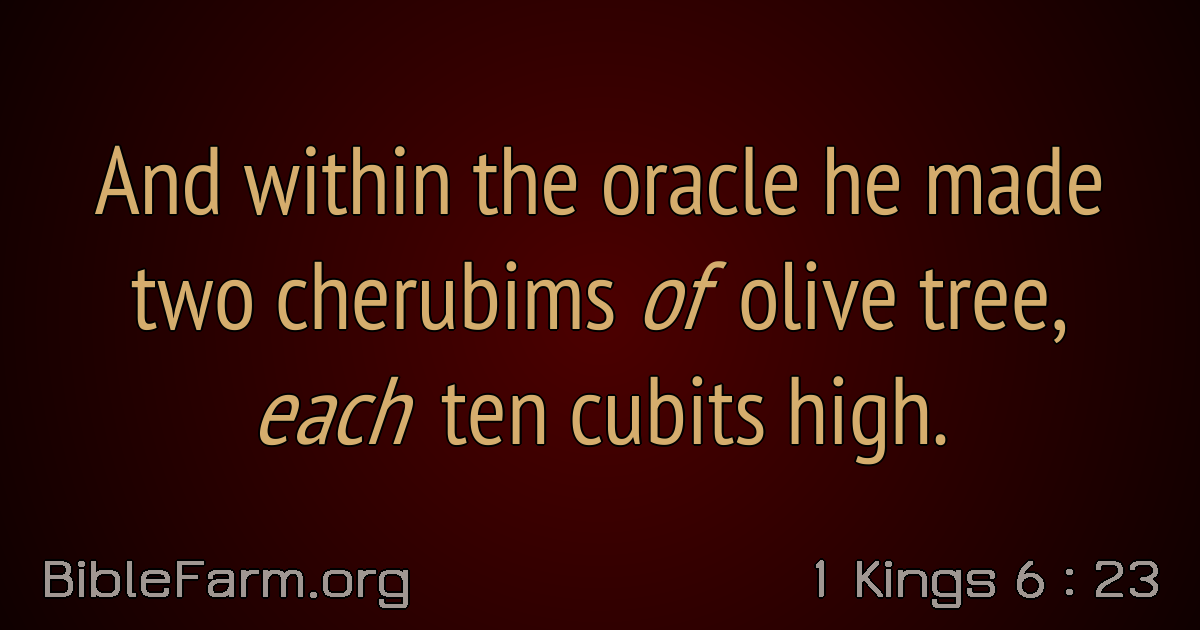 And within the oracle he made
two cherubims of olive tree,
each ten cubits high.
BibleFarm.org
1 Kings 6 : 23